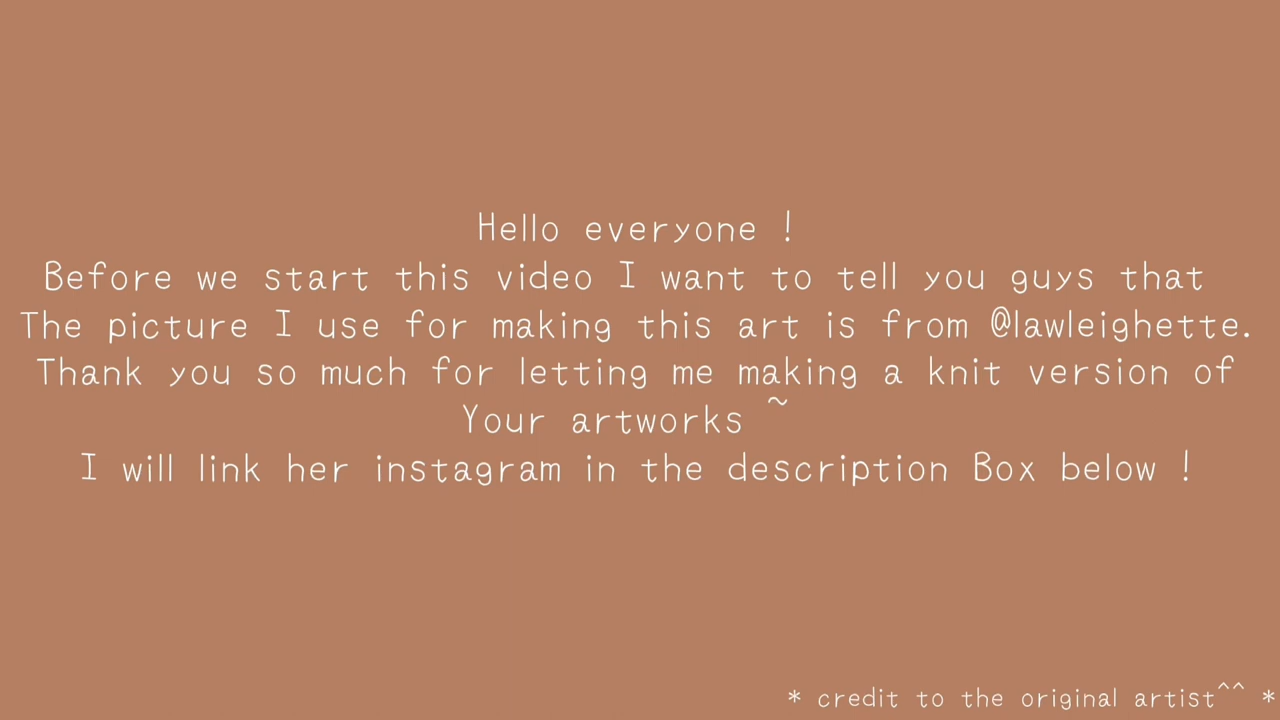 Hello everyone !
Before we start this video I want to tell you guys that
The picture I use for making this art is from @lawleighette.
Thank you so much for letting me making a knit version of
Your artworks ~
I will link her instagram in the description Box below !
* credit to the original artist^^ *